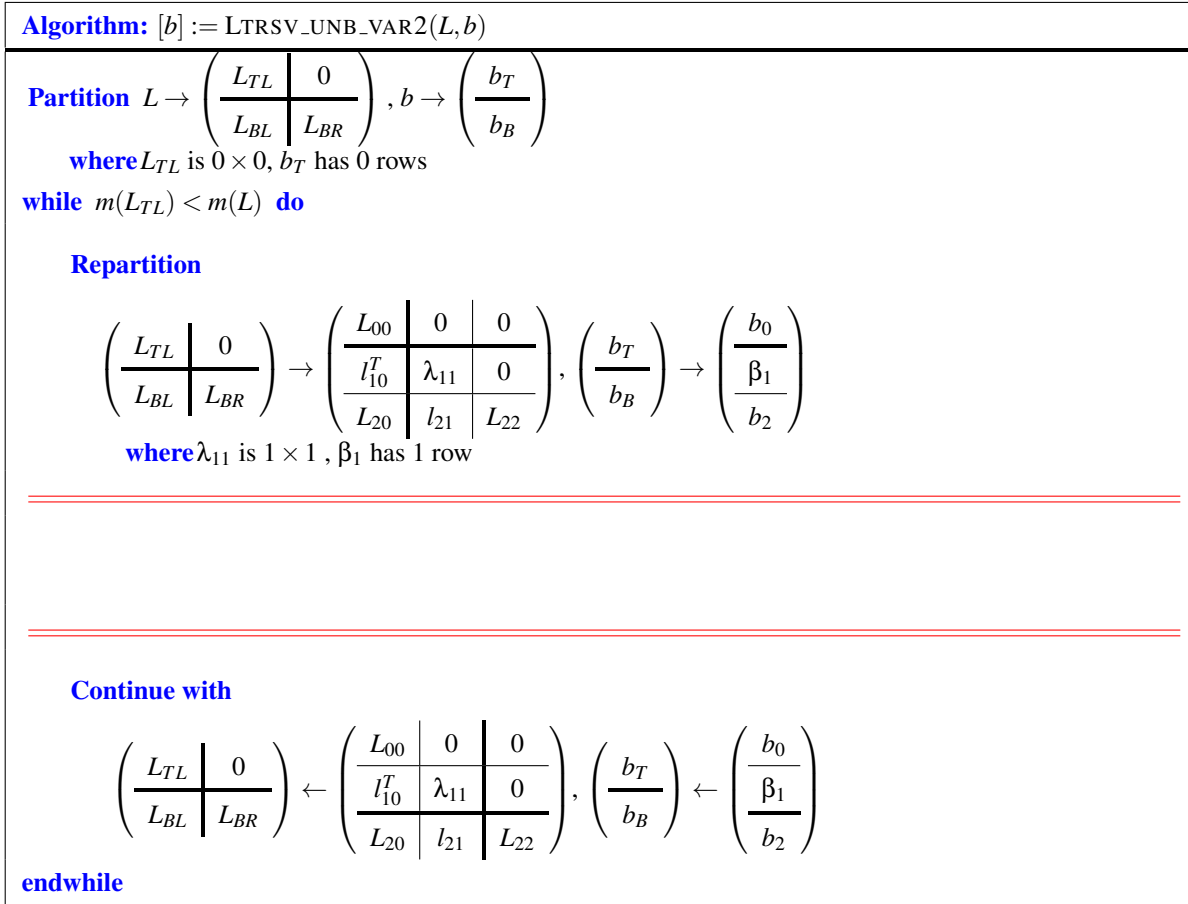 Algorithm: [b] := LTRSV_UNB_VAR2(L, b)
Partition L → ( L_TL | 0 ; L_BL | L_BR ) , b → ( b_T ; b_B )
where L_TL is 0 × 0, b_T has 0 rows
while m(L_TL) < m(L) do
Repartition
( L_TL | 0 ; L_BL | L_BR ) → ( L_00 | 0 | 0 ; l_10^T | λ_11 | 0 ; L_20 | l_21 | L_22 ), ( b_T ; b_B ) → ( b_0 ; β_1 ; b_2 )
where λ_11 is 1 × 1 , β_1 has 1 row
Continue with
( L_TL | 0 ; L_BL | L_BR ) ← ( L_00 | 0 | 0 ; l_10^T | λ_11 | 0 ; L_20 | l_21 | L_22 ), ( b_T ; b_B ) ← ( b_0 ; β_1 ; b_2 )
endwhile